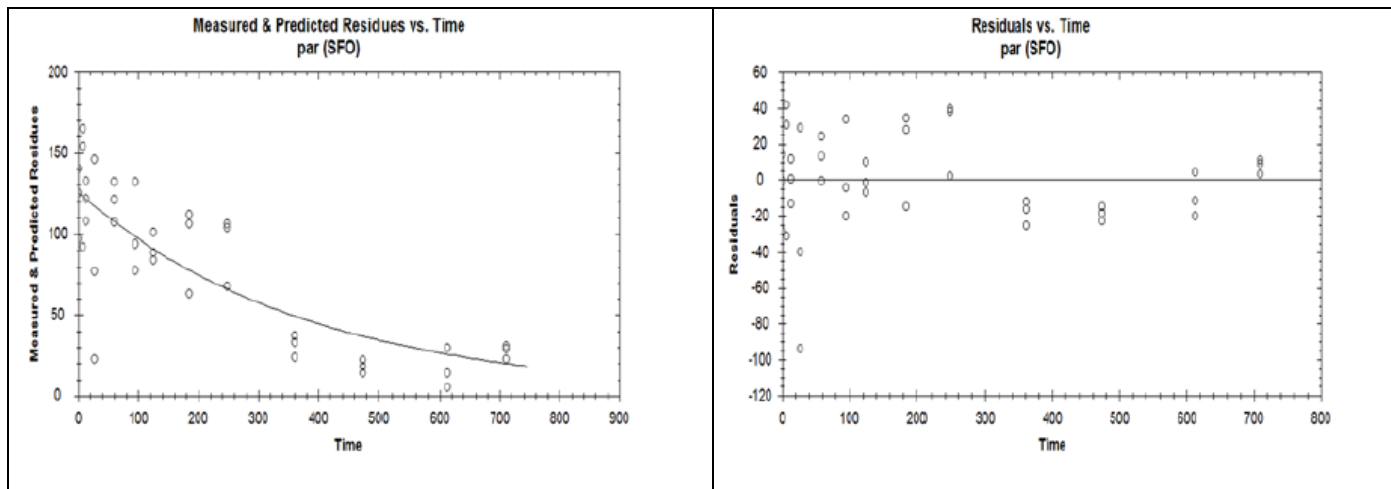 Measured & Predicted Residues vs. Time
par (SFO)
200
150
100
50
0
Measured & Predicted Residues
0 100 200 300 400 500 600 700 800 900
Time
Residuals vs. Time
par (SFO)
60
40
20
0
-20
-40
-60
-80
-100
-120
Residuals
0 100 200 300 400 500 600 700 800
Time